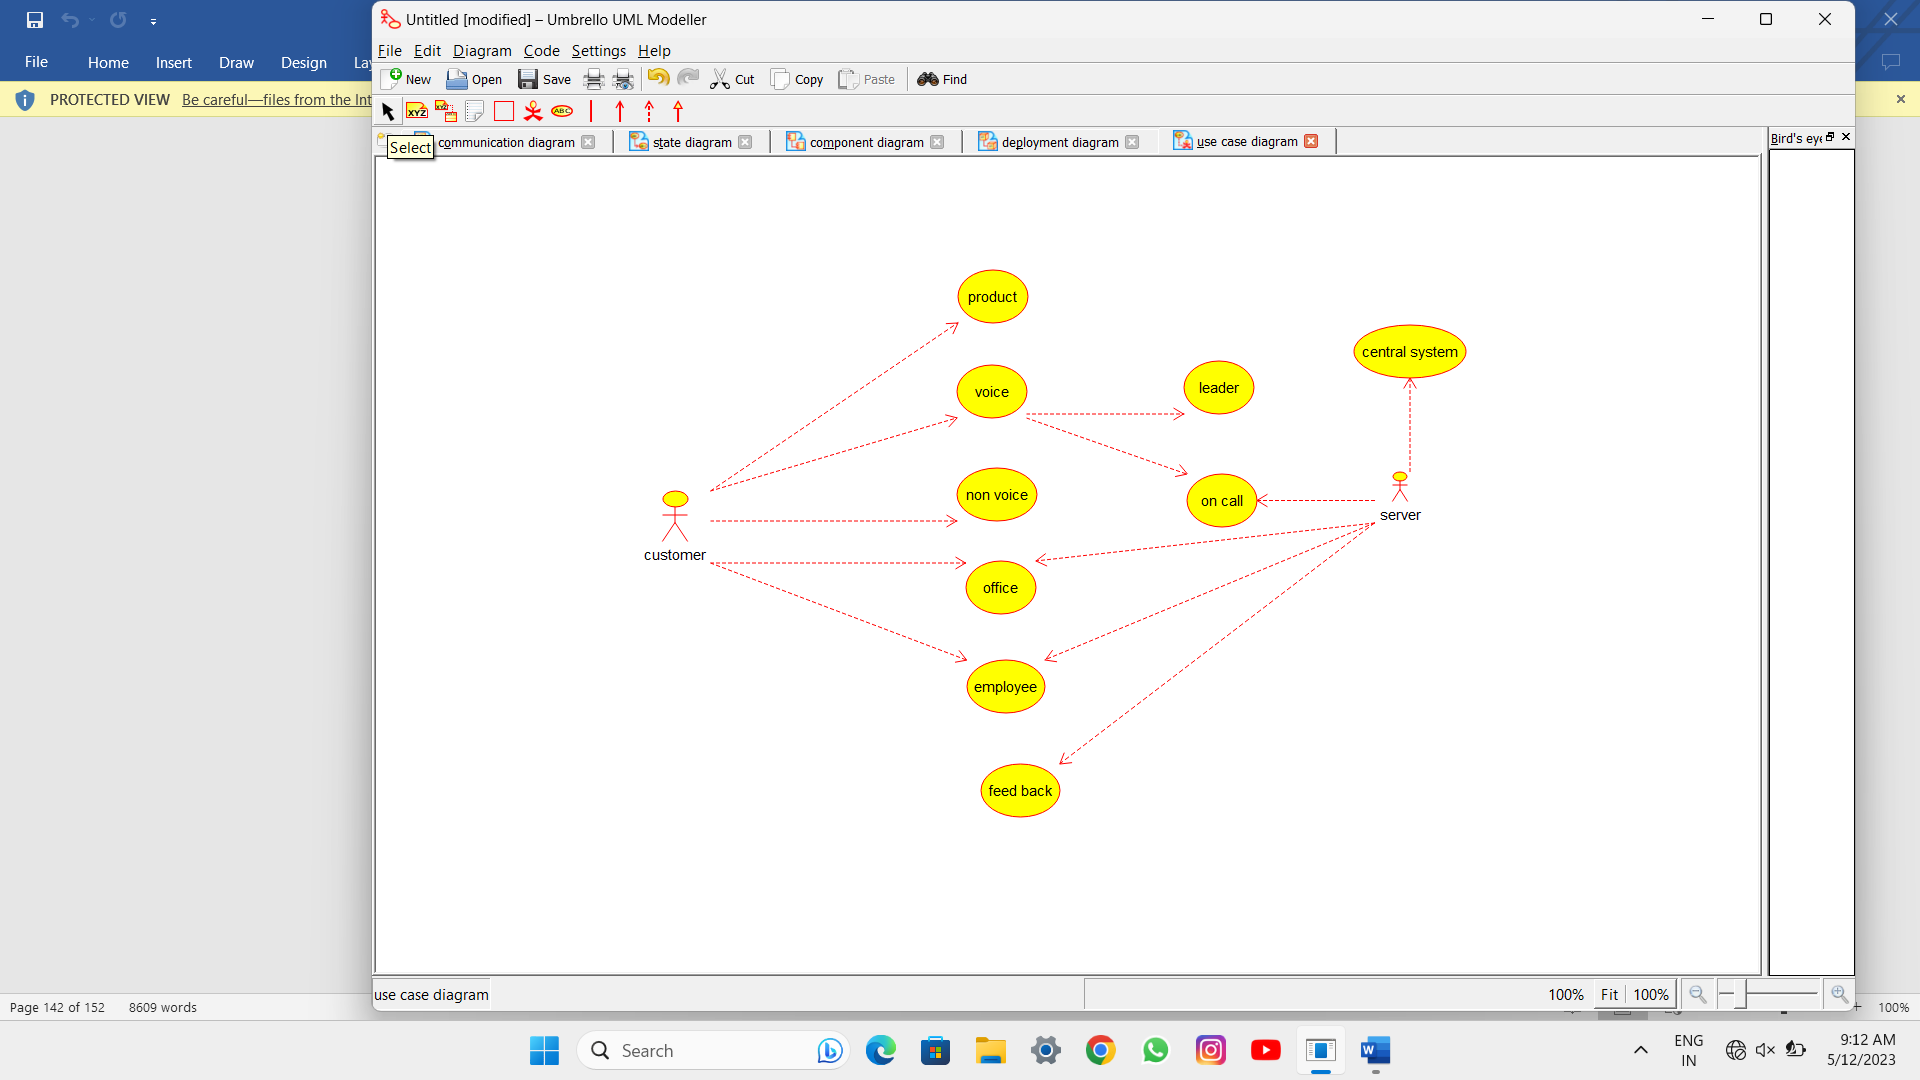 Untitled [modified] – Umbrello UML Modeller
File Home Insert Draw Design
File Edit Diagram Code Settings Help
New Open Save Cut Copy Paste Find
PROTECTED VIEW Be careful—files from the Int
XYZ XYZ ABC
Select
communication diagram state diagram component diagram deployment diagram use case diagram
Bird's eye
product
central system
voice
leader
non voice
on call
server
customer
office
employee
feed back
use case diagram
100% Fit 100%
Page 142 of 152 8609 words
100%
Search
ENG
IN
9:12 AM
5/12/2023